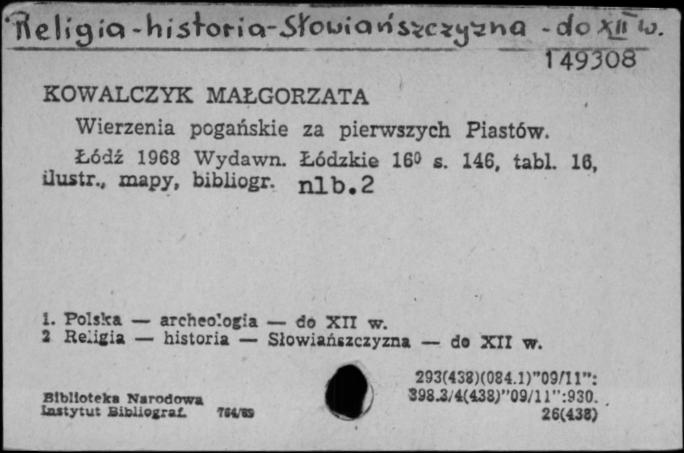 Religia-historia-Słowiańszczyzna - do XII w.
149308
KOWALCZYK MAŁGORZATA
Wierzenia pogańskie za pierwszych Piastów.
Łódź 1968 Wydawn. Łódzkie 16⁰ s. 146, tabl. 16,
ilustr., mapy, bibliogr. nlb.2
1. Polska — archeologia — do XII w.
2 Religia — historia — Słowiańszczyzna — do XII w.
293(438)(084.1)"09/11":
Biblioteka Narodowa 398.3/4(438)"09/11":930.
Instytut Bibliograf. 764/69 26(438)